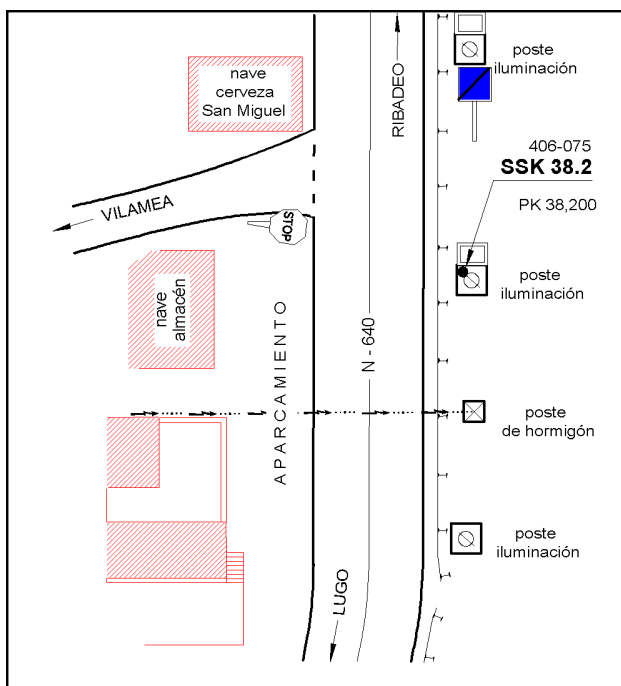 nave
cerveza
San Miguel
RIBADEO
poste
iluminación
406-075
SSK 38.2
PK 38,200
VILAMEA
STOP
poste
iluminación
nave
almacén
APARCAMIENTO
N - 640
poste
de hormigón
poste
iluminación
LUGO